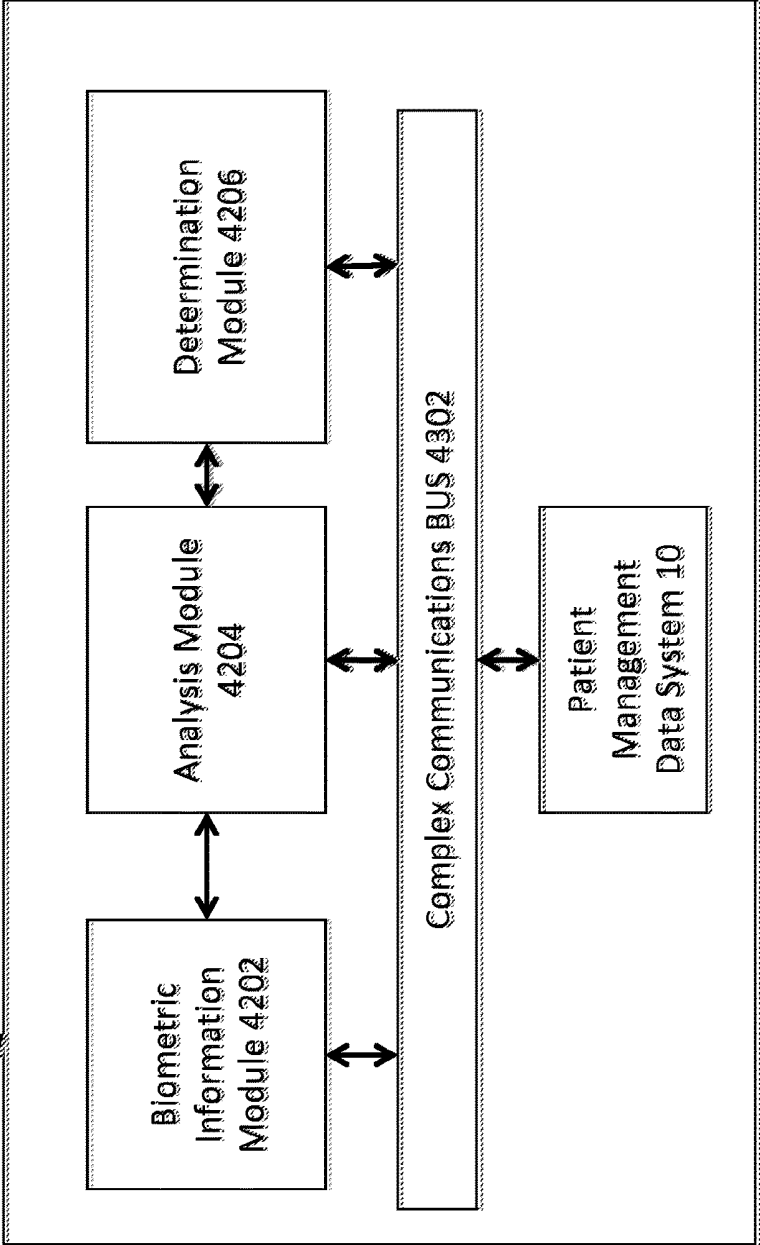 Biometric
Information
Module 4202
Analysis Module
4204
Determination
Module 4206
Complex Communications BUS 4302
Patient
Management
Data System 10